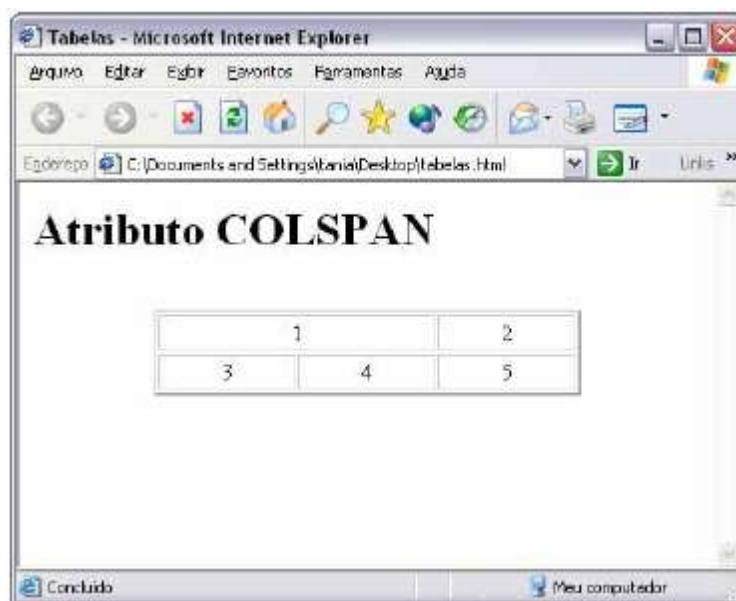 Tabelas - Microsoft Internet Explorer
Arquivo Editar Exibir Favoritos Ferramentas Ajuda
Endereço C:\Documents and Settings\tania\Desktop\tabelas.html Ir Links »
Atributo COLSPAN
1 2
3 4 5
Concluído Meu computador